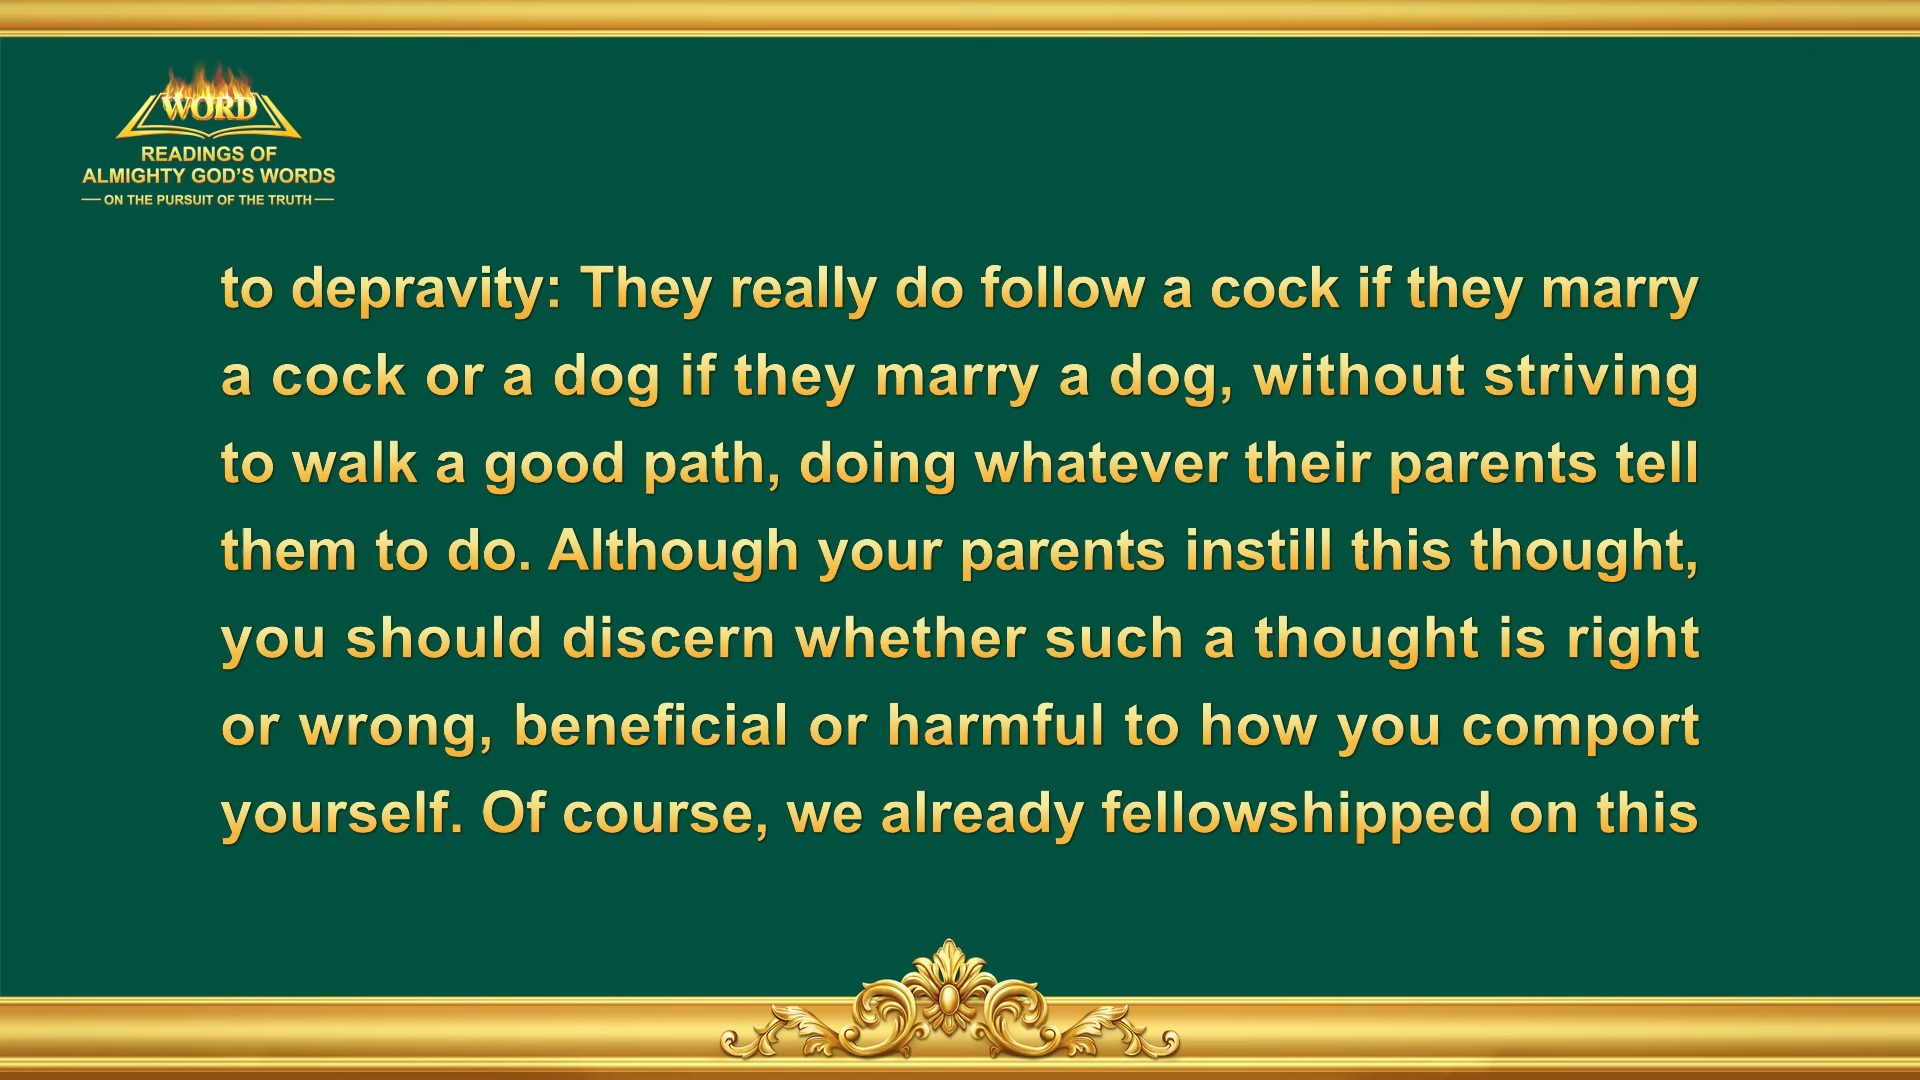 WORD
READINGS OF
ALMIGHTY GOD'S WORDS
— ON THE PURSUIT OF THE TRUTH —
to depravity: They really do follow a cock if they marry
a cock or a dog if they marry a dog, without striving
to walk a good path, doing whatever their parents tell
them to do. Although your parents instill this thought,
you should discern whether such a thought is right
or wrong, beneficial or harmful to how you comport
yourself. Of course, we already fellowshipped on this